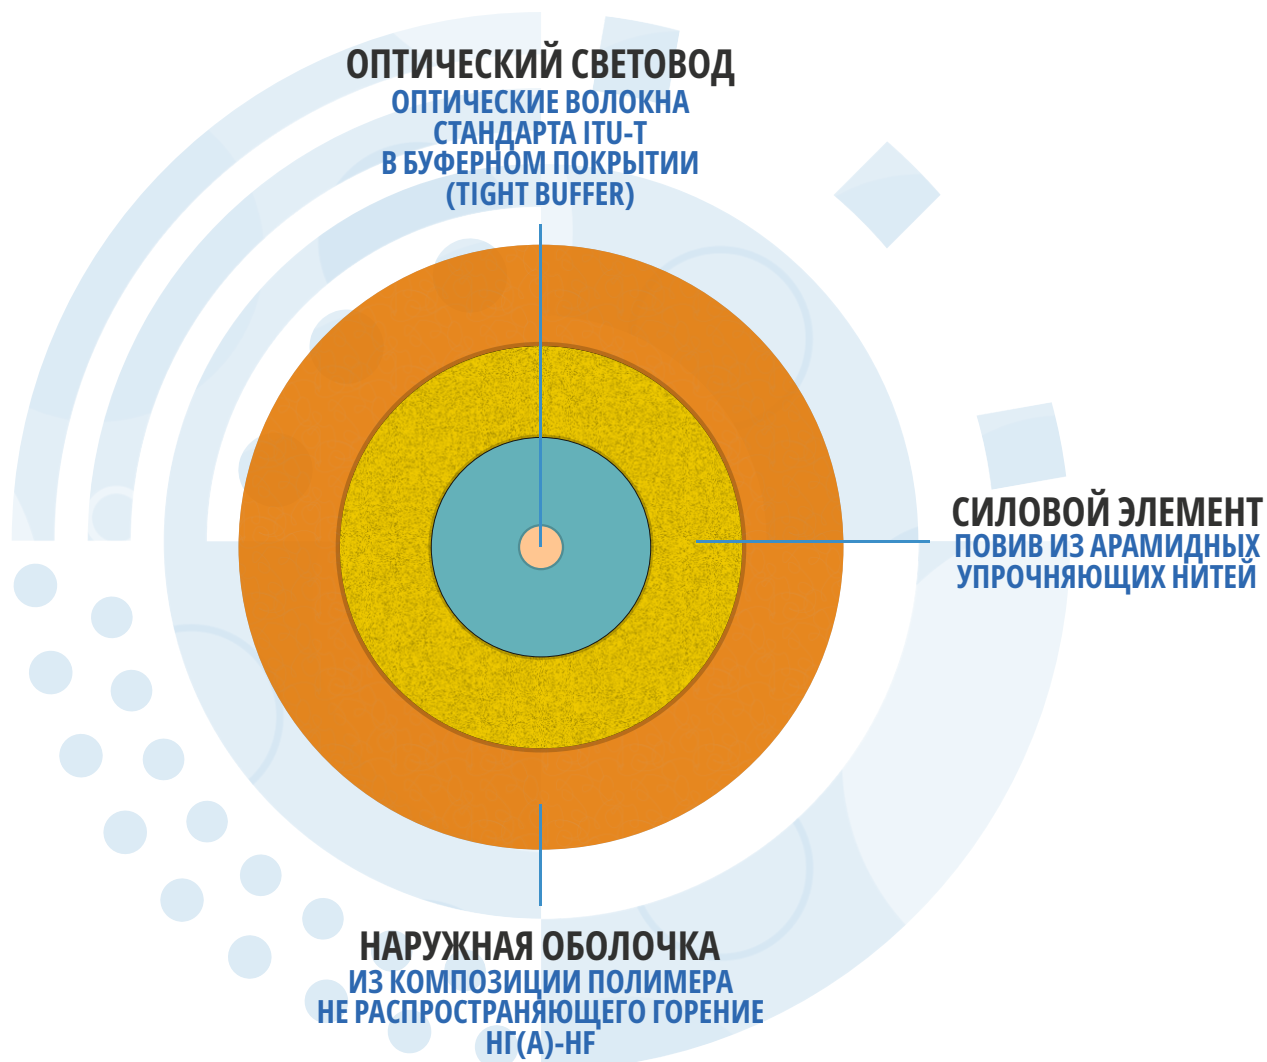 ОПТИЧЕСКИЙ СВЕТОВОД
ОПТИЧЕСКИЕ ВОЛОКНА
СТАНДАРТА ITU-T
В БУФЕРНОМ ПОКРЫТИИ
(TIGHT BUFFER)
СИЛОВОЙ ЭЛЕМЕНТ
ПОВИВ ИЗ АРАМИДНЫХ
УПРОЧНЯЮЩИХ НИТЕЙ
НАРУЖНАЯ ОБОЛОЧКА
ИЗ КОМПОЗИЦИИ ПОЛИМЕРА
НЕ РАСПРОСТРАНЯЮЩЕГО ГОРЕНИЕ
НГ(А)-HF